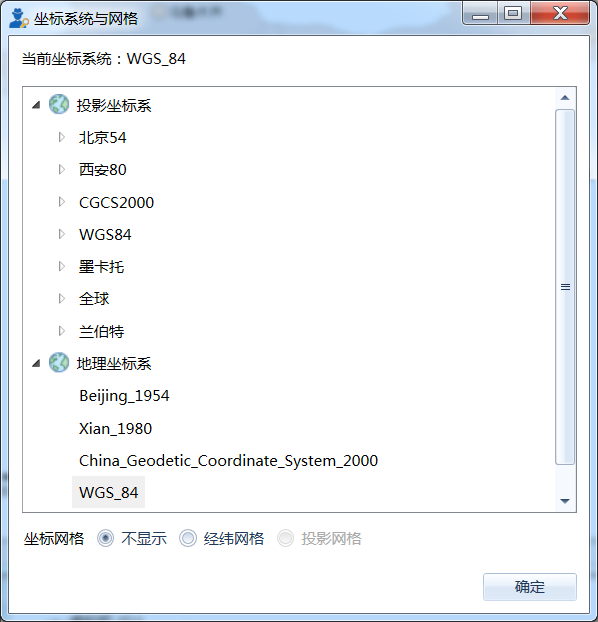 坐标系统与网格
当前坐标系统：WGS_84
投影坐标系
北京54
西安80
CGCS2000
WGS84
墨卡托
全球
兰伯特
地理坐标系
Beijing_1954
Xian_1980
China_Geodetic_Coordinate_System_2000
WGS_84
坐标网格 不显示 经纬网格 投影网格
确定